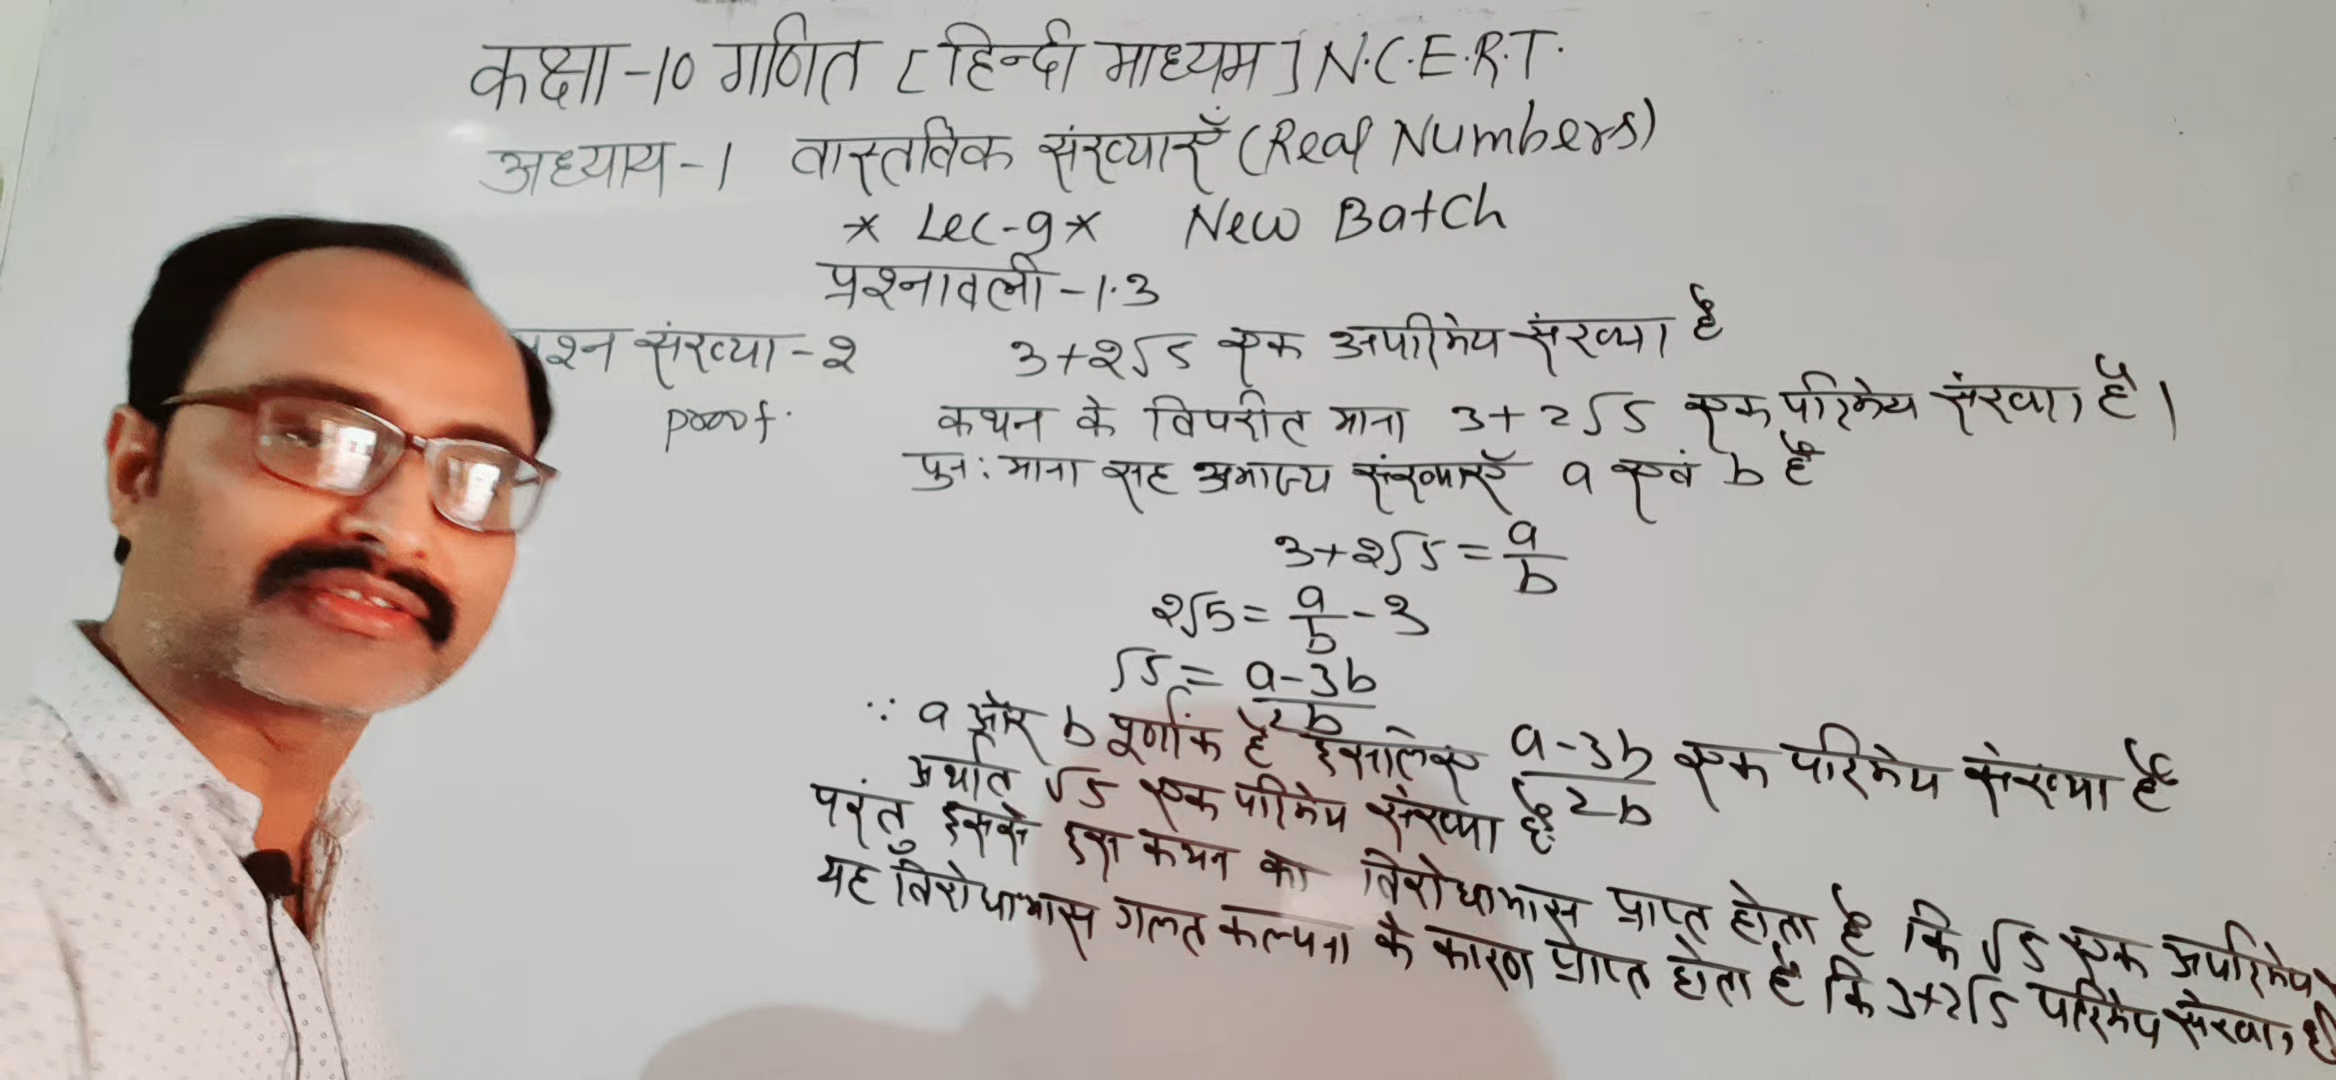 कक्षा-10 गणित [हिन्दी माध्यम] N.C.E.R.T.
अध्याय-1 वास्तविक संख्याएँ (Real Numbers)
* Lec-9 * New Batch
प्रश्नावली-1.3
प्रश्न संख्या-2 3+2√5 एक अपरिमेय संख्या है
proof.
कथन के विपरीत माना 3+2√5 एक परिमेय संख्या है।
पुन: माना सह अभाज्य संख्याएँ a एवं b है
3+2√5 = a/b
2√5 = a/b - 3
√5 = a-3b/2b
∵ a और b पूर्णांक है इसलिए a-3b/2b एक परिमेय संख्या है
अर्थात √5 एक परिमेय संख्या है
परंतु इससे इस कथन का विरोधाभास प्राप्त होता है कि √5 एक अपरिमेय
यह विरोधाभास गलत कल्पना के कारण प्राप्त होता है कि 3+2√5 परिमेय संख्या है